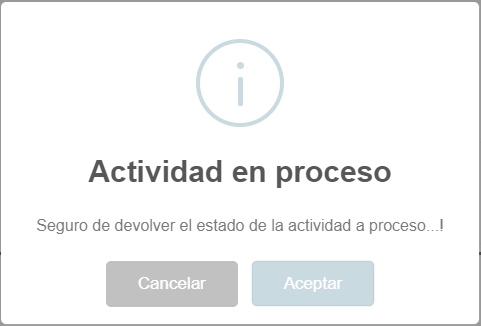 Actividad en proceso
Seguro de devolver el estado de la actividad a proceso...!
Cancelar
Aceptar